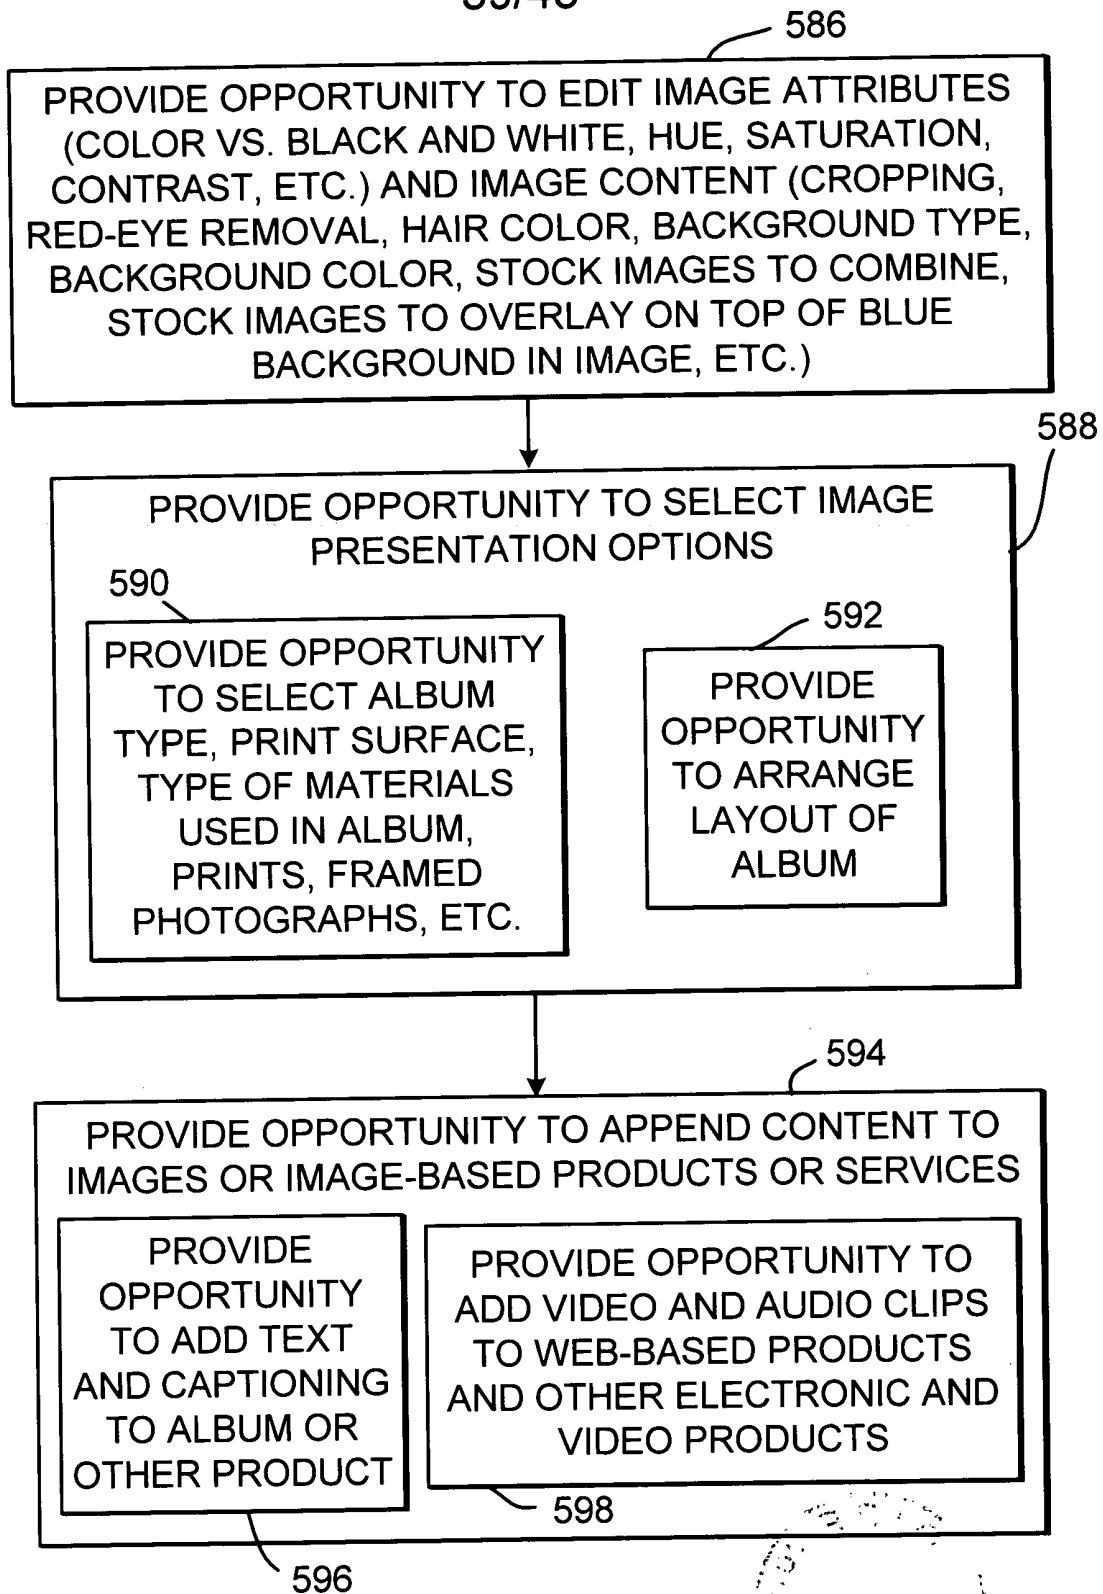 586
PROVIDE OPPORTUNITY TO EDIT IMAGE ATTRIBUTES
(COLOR VS. BLACK AND WHITE, HUE, SATURATION,
CONTRAST, ETC.) AND IMAGE CONTENT (CROPPING,
RED-EYE REMOVAL, HAIR COLOR, BACKGROUND TYPE,
BACKGROUND COLOR, STOCK IMAGES TO COMBINE,
STOCK IMAGES TO OVERLAY ON TOP OF BLUE
BACKGROUND IN IMAGE, ETC.)
588
PROVIDE OPPORTUNITY TO SELECT IMAGE
PRESENTATION OPTIONS
590
PROVIDE OPPORTUNITY
TO SELECT ALBUM
TYPE, PRINT SURFACE,
TYPE OF MATERIALS
USED IN ALBUM,
PRINTS, FRAMED
PHOTOGRAPHS, ETC.
592
PROVIDE
OPPORTUNITY
TO ARRANGE
LAYOUT OF
ALBUM
594
PROVIDE OPPORTUNITY TO APPEND CONTENT TO
IMAGES OR IMAGE-BASED PRODUCTS OR SERVICES
PROVIDE
OPPORTUNITY
TO ADD TEXT
AND CAPTIONING
TO ALBUM OR
OTHER PRODUCT
596
PROVIDE OPPORTUNITY TO
ADD VIDEO AND AUDIO CLIPS
TO WEB-BASED PRODUCTS
AND OTHER ELECTRONIC AND
VIDEO PRODUCTS
598